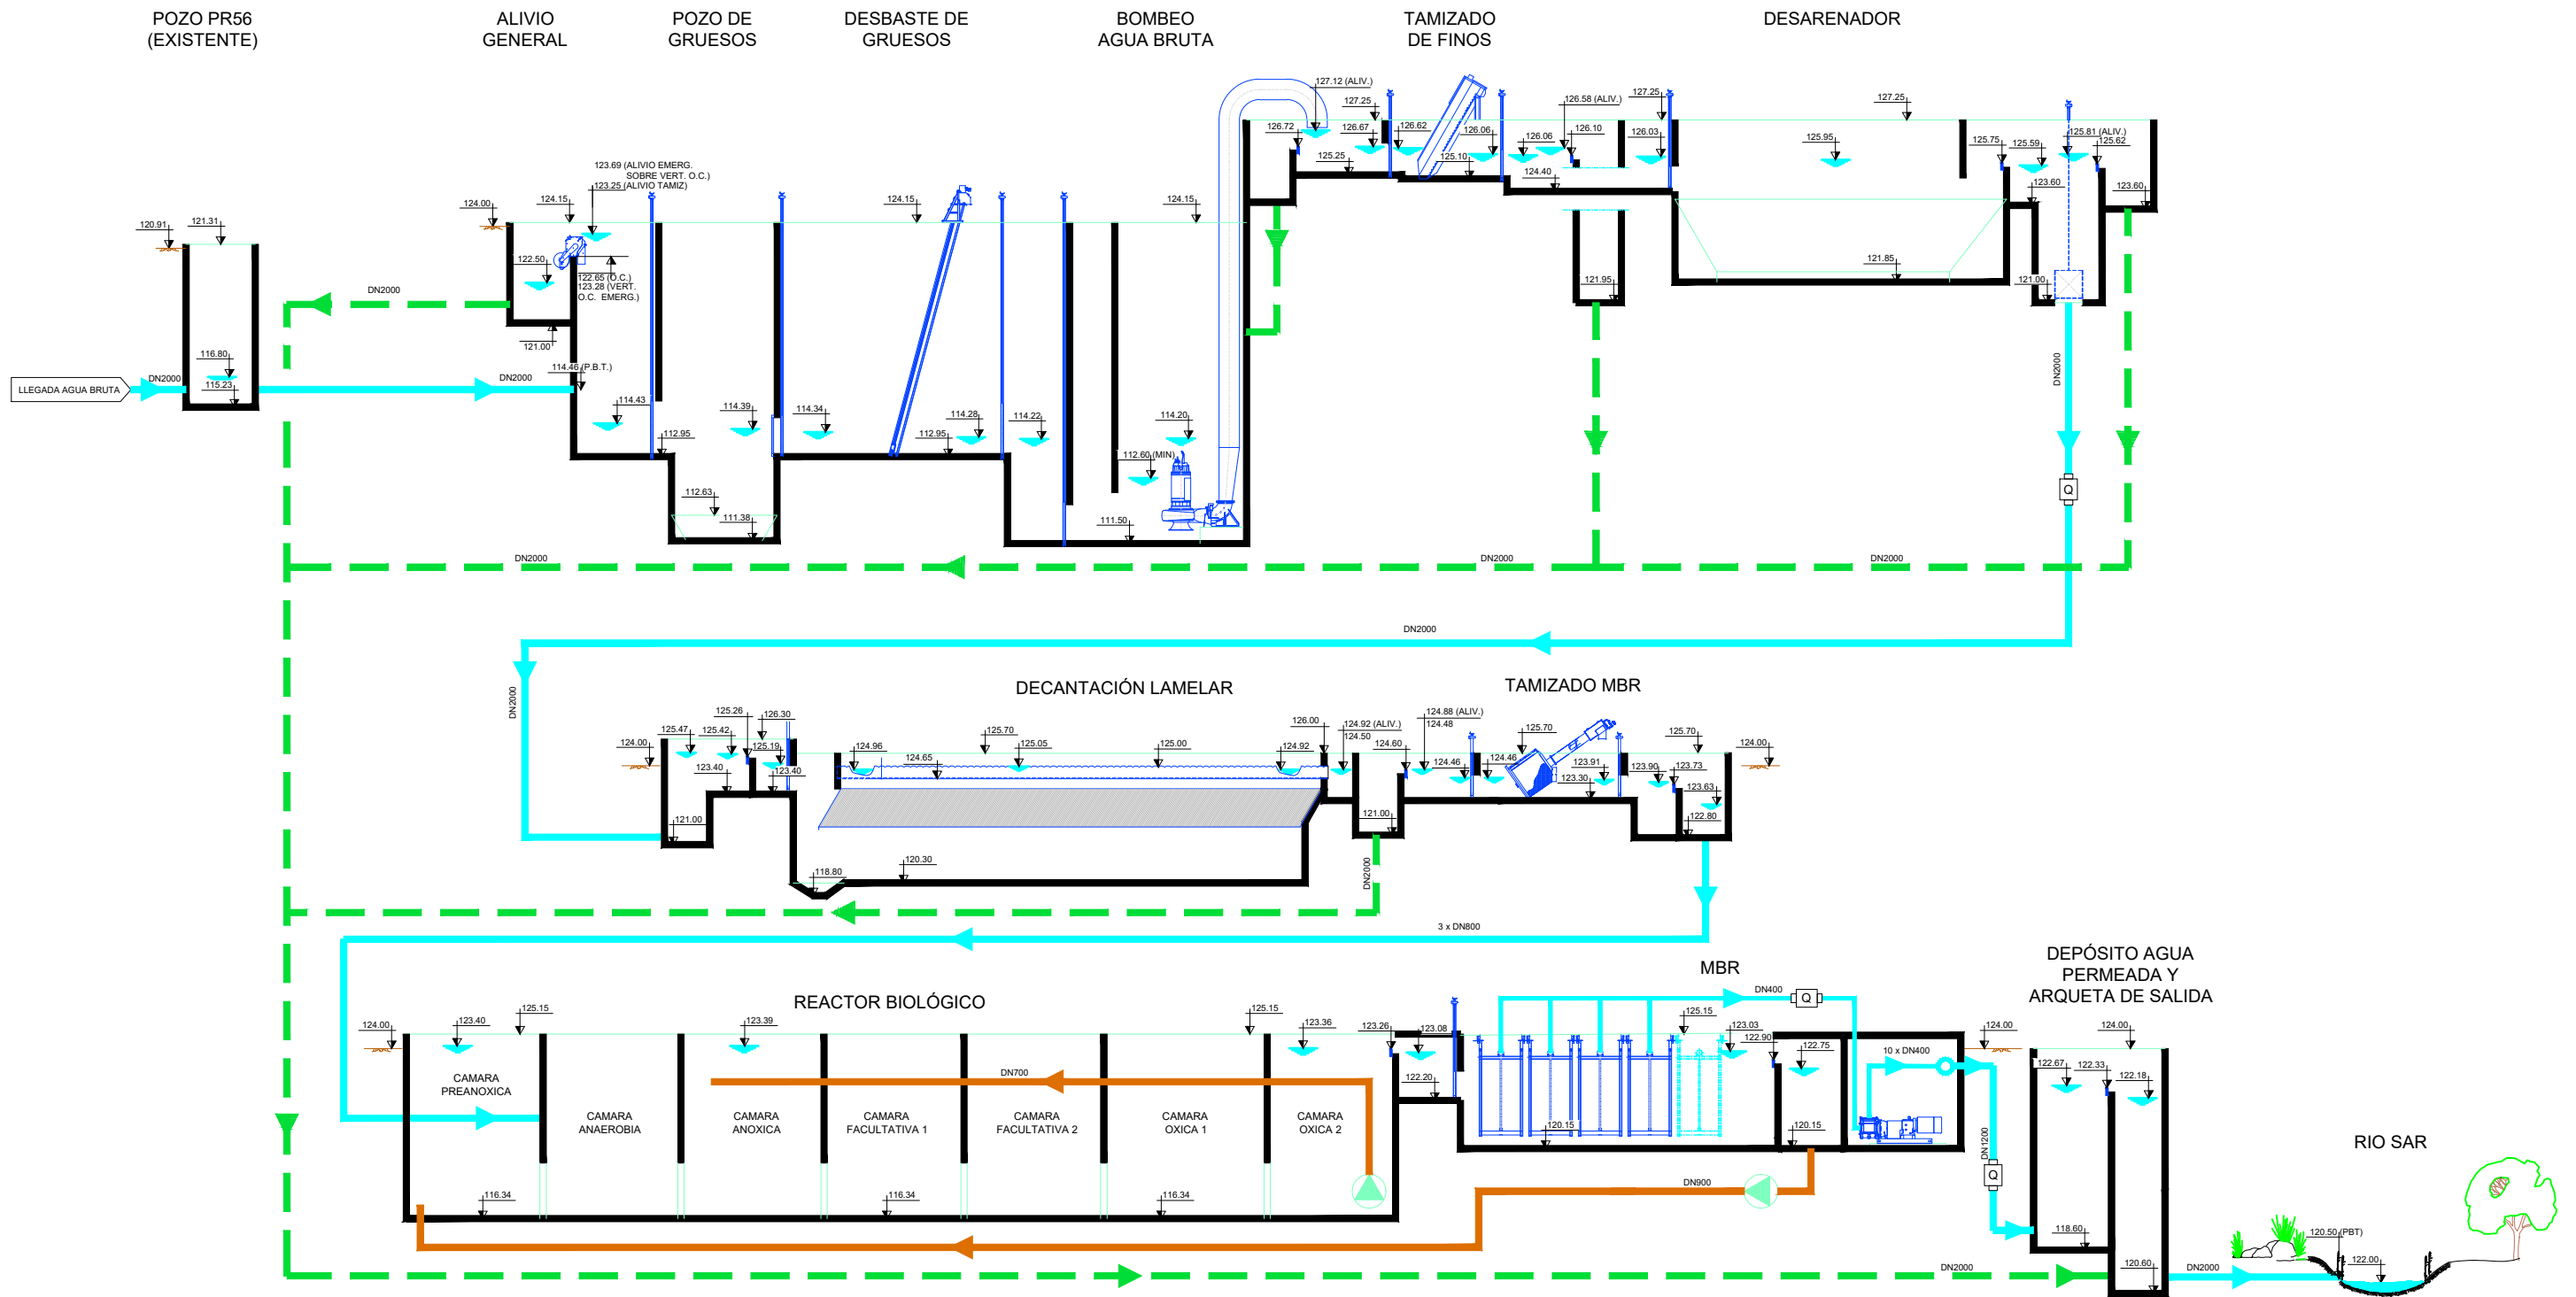 POZO PR56
(EXISTENTE)
ALIVIO
GENERAL
POZO DE
GRUESOS
DESBASTE DE
GRUESOS
BOMBEO
AGUA BRUTA
TAMIZADO
DE FINOS
DESARENADOR
120.91
121.31
116.80
115.23
LLEGADA AGUA BRUTA
DN2000
DN2000
DN2000
124.00
124.15
123.69 (ALIVIO EMERG.
SOBRE VERT. O.C.)
123.25 (ALIVIO TAMIZ)
122.50
122.65 (O.C.)
123.28 (VERT.
O.C. EMERG.)
121.00
114.46 (P.B.T.)
114.43
112.95
114.39
112.63
111.38
114.34
124.15
112.95
114.28
114.22
124.15
114.20
112.60 (MIN)
111.50
127.12 (ALIV.)
127.25
126.72
126.67
126.62
126.06
125.25
125.10
126.06
126.58 (ALIV.)
126.10
124.40
121.95
127.25
126.03
127.25
125.95
121.85
125.75
125.59
125.81 (ALIV.)
125.62
123.60
123.60
121.00
DN2000
Q
DN2000
DN2000
DN2000
DN2000
DN2000
DECANTACIÓN LAMELAR
TAMIZADO MBR
124.00
125.47
125.42
125.26
126.30
125.19
123.40
123.40
121.00
118.80
120.30
124.96
124.65
125.70
125.05
125.00
124.92
126.00
124.92 (ALIV.)
124.50
124.60
124.88 (ALIV.)
124.48
124.46
124.46
125.70
123.91
123.30
123.90
123.73
125.70
123.63
122.80
124.00
121.00
DN2000
3 x DN800
REACTOR BIOLÓGICO
MBR
DEPÓSITO AGUA
PERMEADA Y
ARQUETA DE SALIDA
124.00
123.40
125.15
123.39
125.15
123.36
123.26
123.08
122.20
CAMARA
PREANOXICA
CAMARA
ANAEROBIA
CAMARA
ANOXICA
CAMARA
FACULTATIVA 1
CAMARA
FACULTATIVA 2
CAMARA
OXICA 1
CAMARA
OXICA 2
DN700
116.34
116.34
116.34
DN400
Q
125.15
123.03
122.90
122.75
120.15
120.15
10 x DN400
DN900
DN1200
Q
124.00
124.00
122.67
122.33
122.18
118.60
120.60
DN2000
DN2000
RIO SAR
120.50 (PBT)
122.00